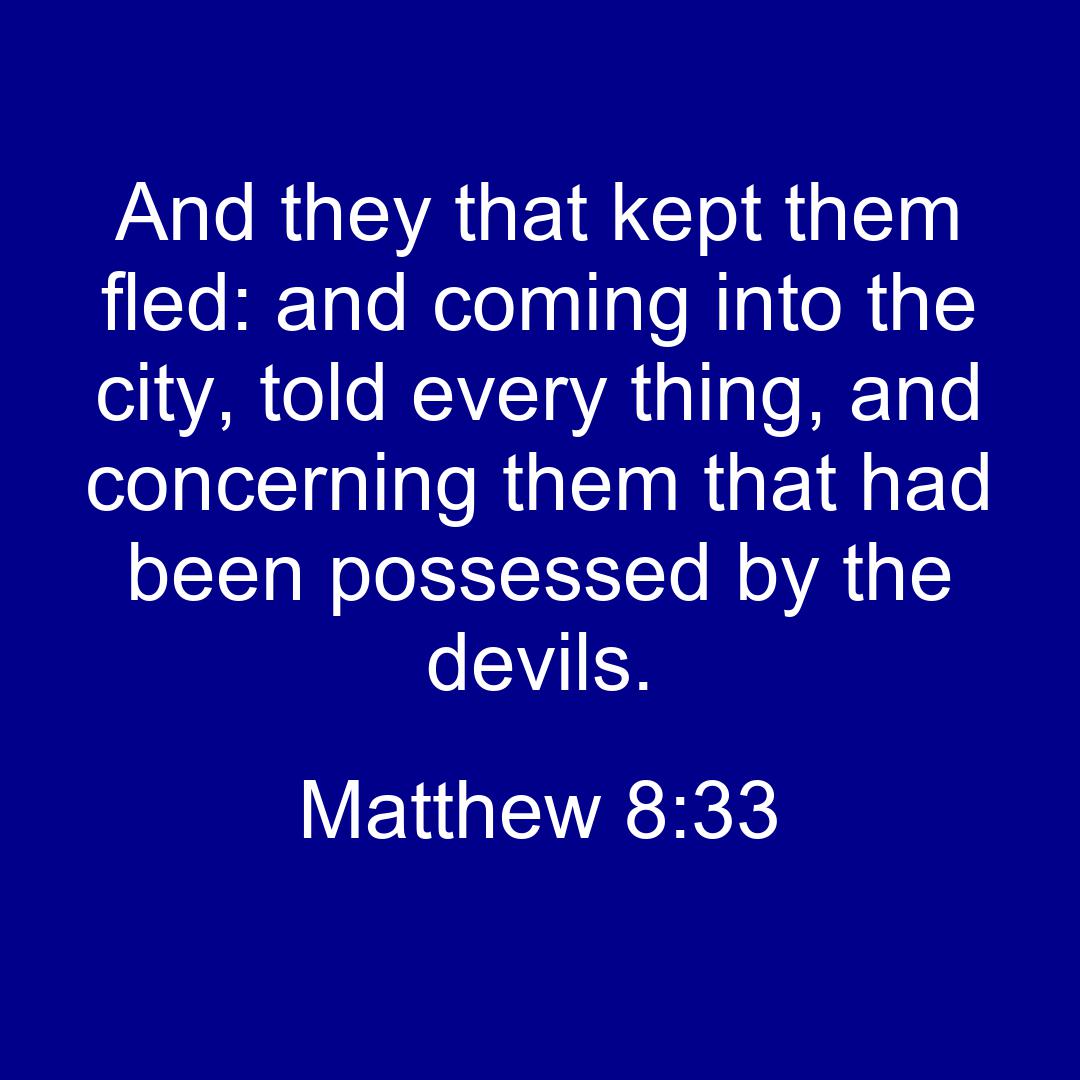 And they that kept them
fled: and coming into the
city, told every thing, and
concerning them that had
been possessed by the
devils.
Matthew 8:33